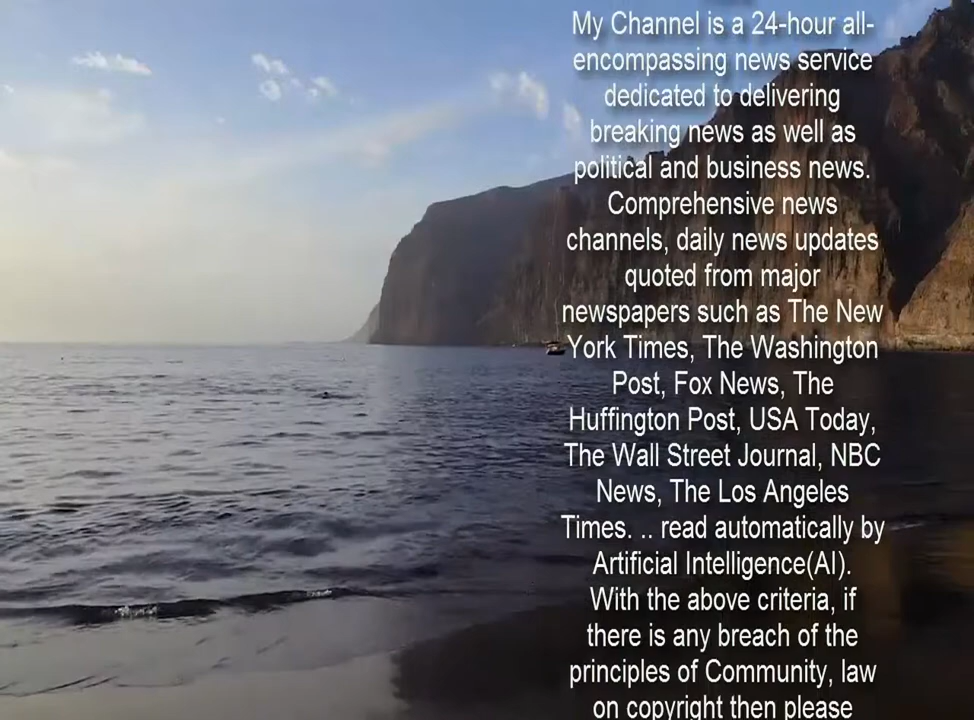 My Channel is a 24-hour all-
encompassing news service
dedicated to delivering
breaking news as well as
political and business news.
Comprehensive news
channels, daily news updates
quoted from major
newspapers such as The New
York Times, The Washington
Post, Fox News, The
Huffington Post, USA Today,
The Wall Street Journal, NBC
News, The Los Angeles
Times. .. read automatically by
Artificial Intelligence(AI).
With the above criteria, if
there is any breach of the
principles of Community, law
on copyright then please